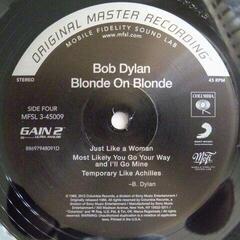 ORIGINAL MASTER RECORDING
MOBILE FIDELITY SOUND LAB
www.mfsl.com
STEREO
45 RPM
Bob Dylan
Blonde On Blonde
SIDE FOUR
MFSL 3-45009
GAIN 2
88697948091D
COLUMBIA
Just Like a Woman
Most Likely You Go Your Way
and I'll Go Mine
Temporary Like Achilles
–B. Dylan